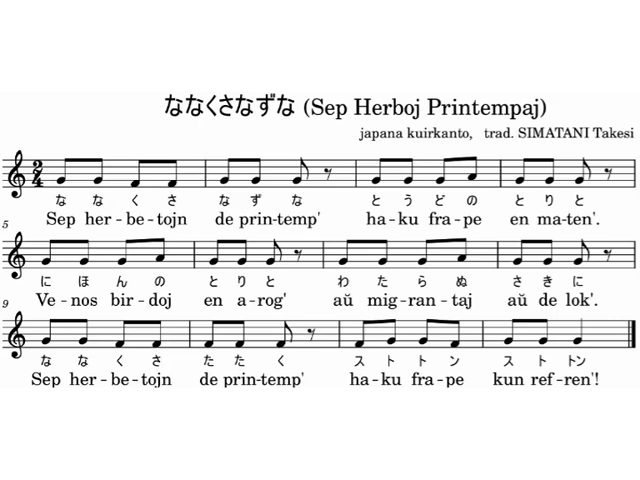 ななくさなずな (Sep Herboj Printempaj)
japana kuirkanto, trad. SIMATANI Takesi
2
4
な な く さ な ず な と う ど の と り と
Sep her – be – tojn de prin – temp' ha – ku fra – pe en ma – ten'.
5
に ほ ん の と り と わ た ら ぬ さ き に
Ve – nos bir – doj en a – rog' aŭ mig – ran – taj aŭ de lok'.
9
な な く さ た た く ス ト ト ン ス ト トン
Sep her – be – tojn de prin – temp' ha – ku fra – pe kun ref – ren'!